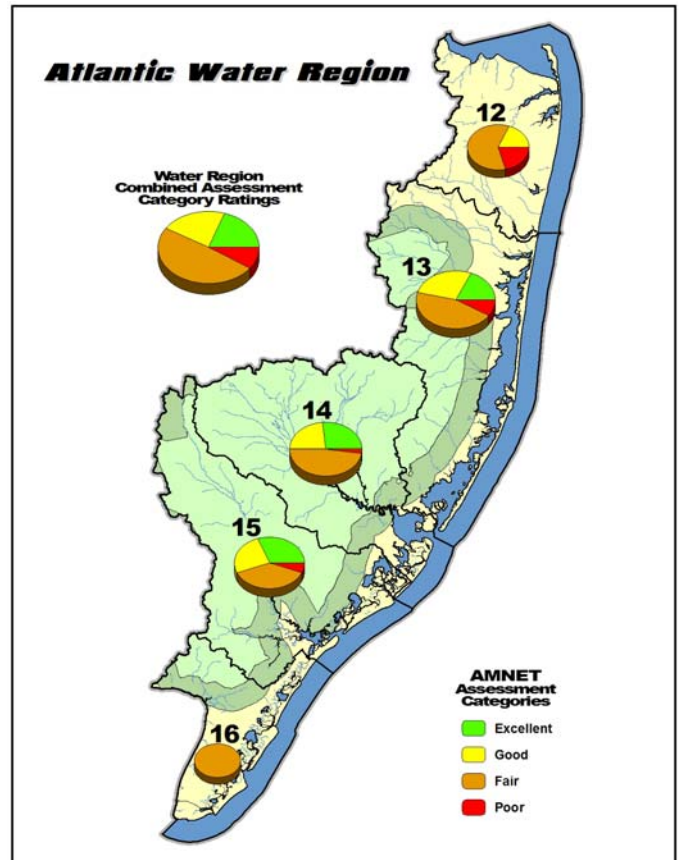 Atlantic Water Region
12
Water Region
Combined Assessment
Category Ratings
13
14
15
16
AMNET
Assessment
Categories
Excellent
Good
Fair
Poor